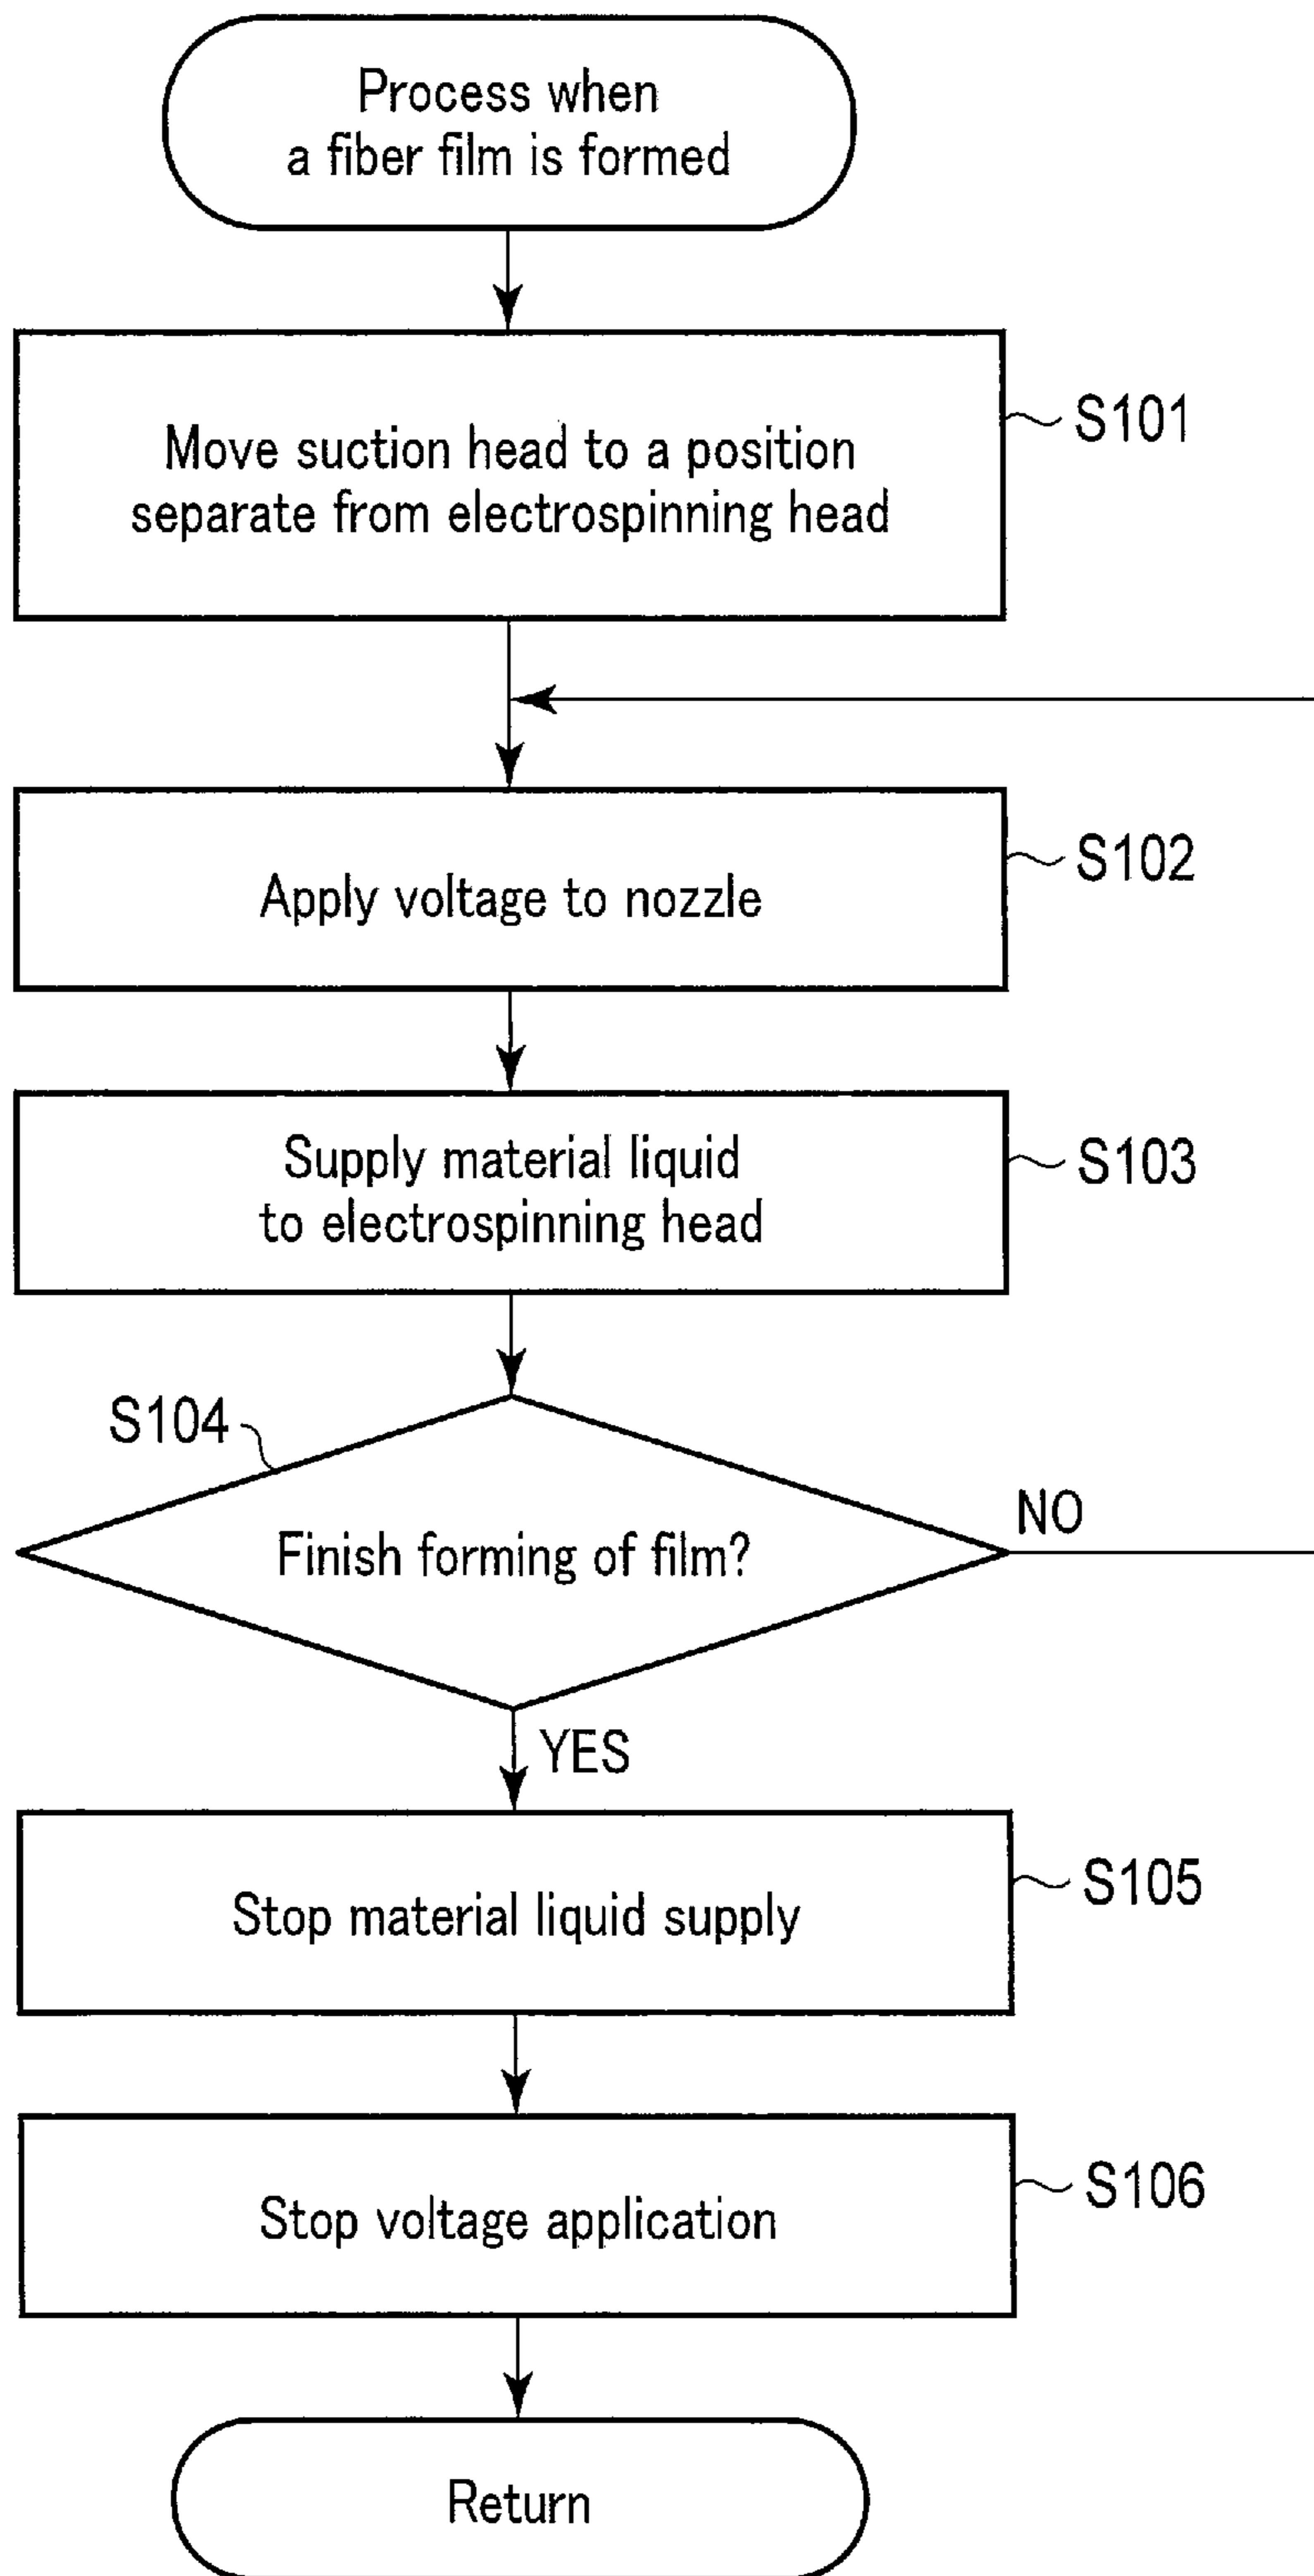 Process when
a fiber film is formed
Move suction head to a position
separate from electrospinning head
S101
Apply voltage to nozzle
S102
Supply material liquid
to electrospinning head
S103
S104
Finish forming of film?
NO
YES
Stop material liquid supply
S105
Stop voltage application
S106
Return